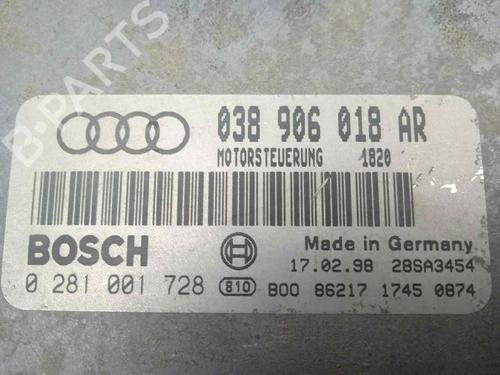 B-PARTS
038 906 018 AR
MOTORSTEUERUNG 1820
BOSCH
Made in Germany
17.02.98 28SA3454
0 281 001 728 810 B00 86217 1745 0874